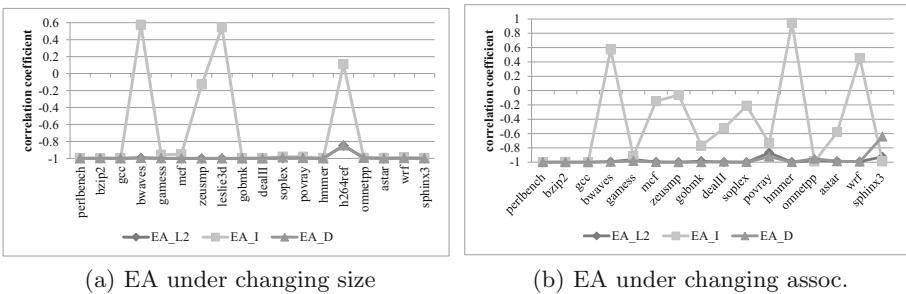 correlation coefficient
0.6
0.4
0.2
0
-0.2
-0.4
-0.6
-0.8
-1
perlbench
bzip2
gcc
bwaves
gamess
mcf
zeusmp
leslie3d
gobmk
dealII
soplex
povray
hmmer
h264ref
omnetpp
astar
wrf
sphinx3
EA_L2 EA_I EA_D
(a) EA under changing size
correlation coefficient
1
0.8
0.6
0.4
0.2
0
-0.2
-0.4
-0.6
-0.8
-1
perlbench
bzip2
gcc
bwaves
gamess
mcf
zeusmp
gobmk
dealII
soplex
povray
hmmer
omnetpp
astar
wrf
sphinx3
EA_L2 EA_I EA_D
(b) EA under changing assoc.